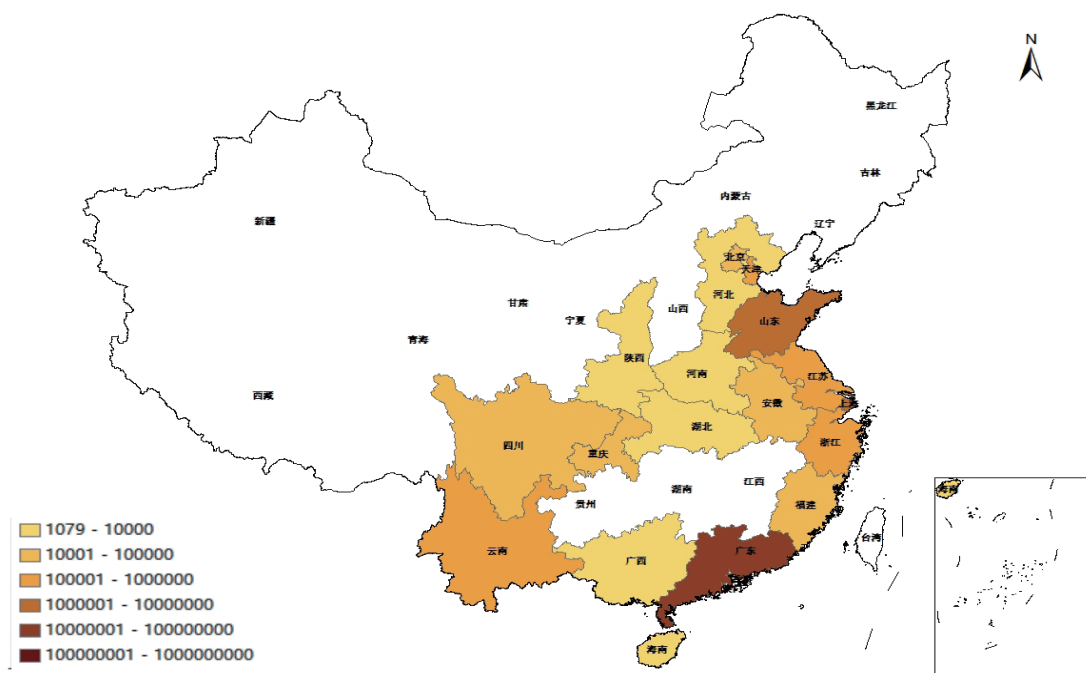 N
黑龙江
吉林
内蒙古
辽宁
新疆
北京
天津
河北
甘肃
山西
宁夏
山东
青海
陕西
河南
江苏
西藏
安徽
上海
湖北
浙江
四川
重庆
江西
湖南
海南
贵州
福建
台湾
云南
广东
广西
海南
1079 - 10000
10001 - 100000
100001 - 1000000
1000001 - 10000000
10000001 - 100000000
100000001 - 1000000000